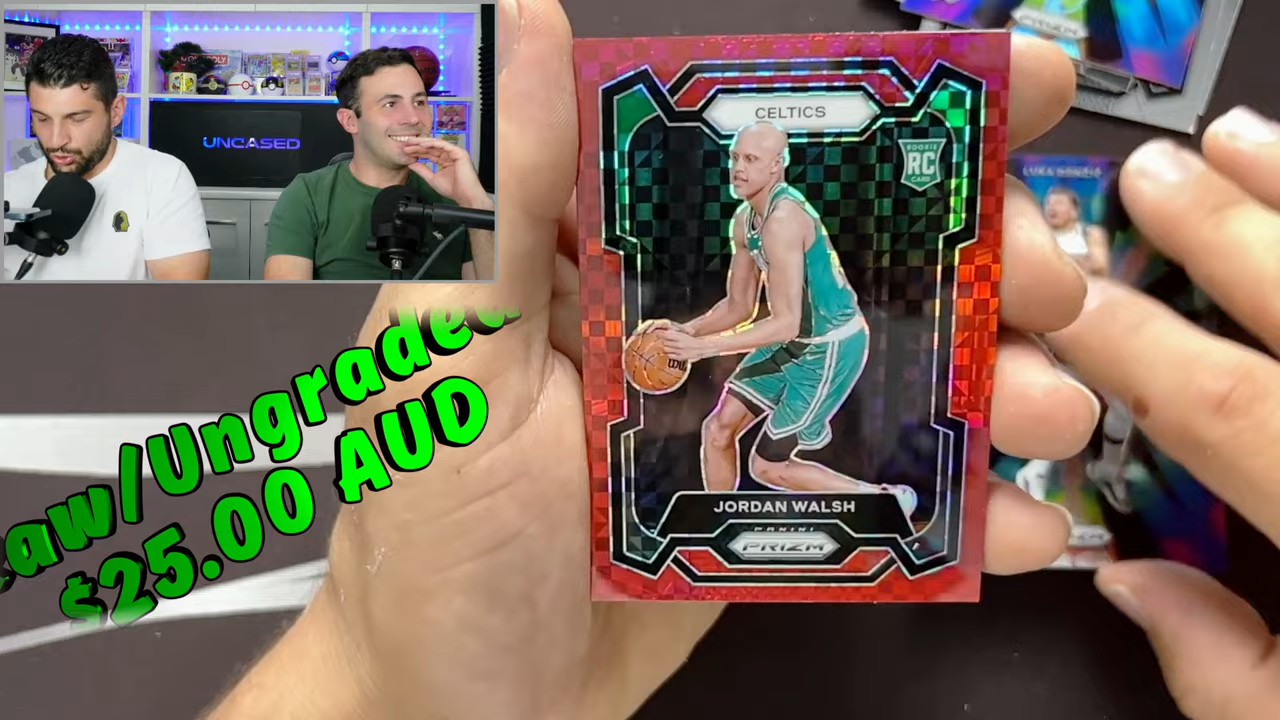 UNCASED
CELTICS
ROOKIE
RC
CARD
LUKA DONCIC
Raw/Ungraded
$25.00 AUD
JORDAN WALSH
PANINI
PRIZM